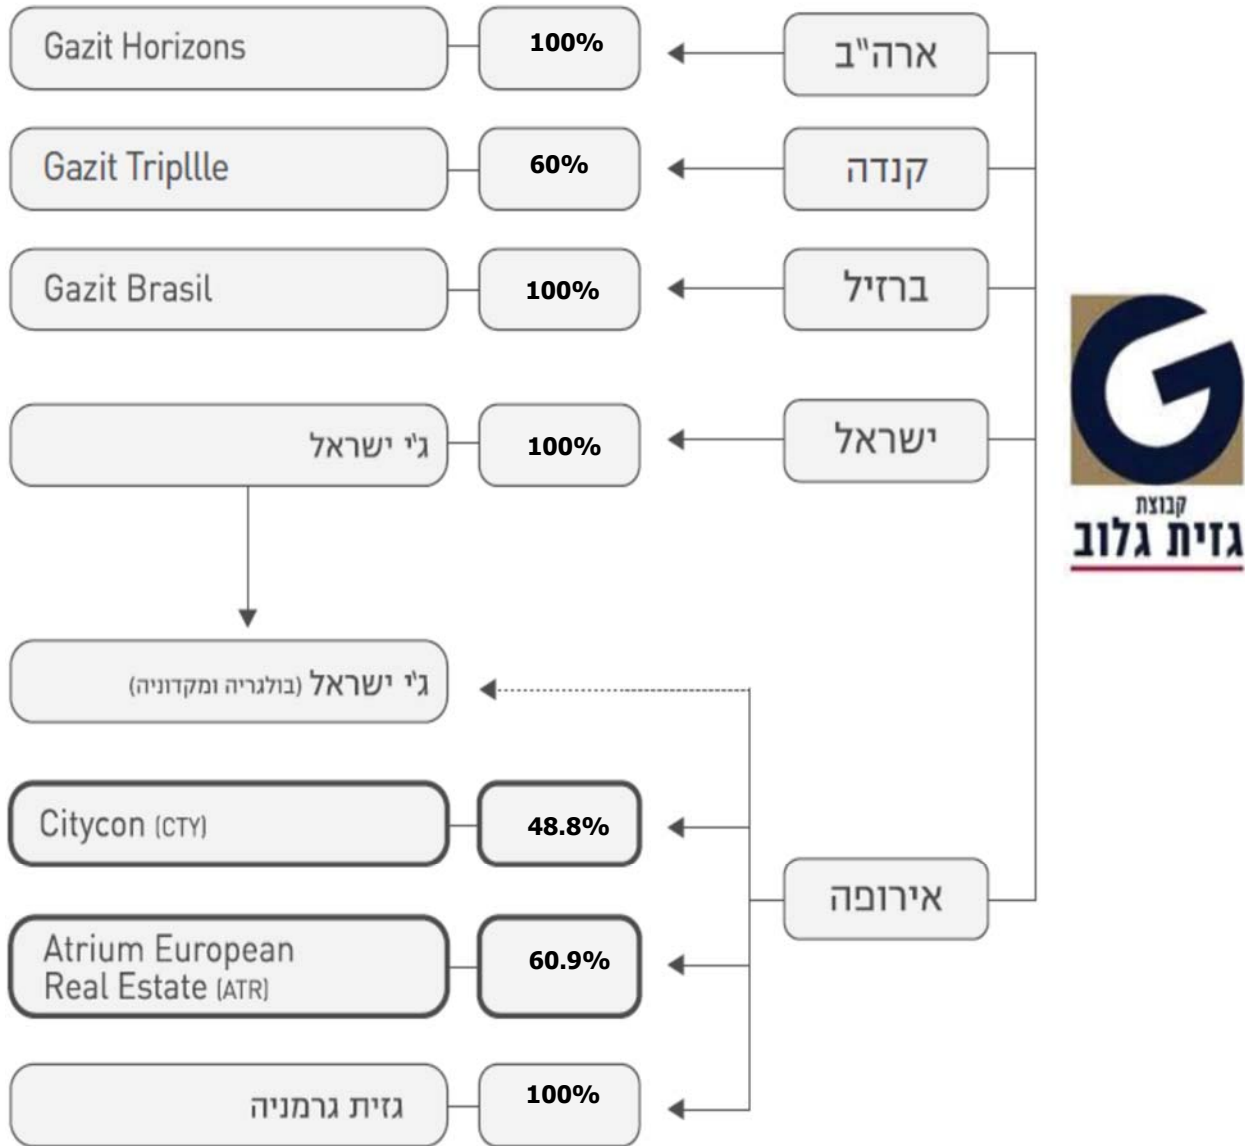 ארה"ב
100%
Gazit Horizons
קנדה
60%
Gazit Tripllle
ברזיל
100%
Gazit Brasil
קבוצת
גזית גלוב
ישראל
100%
ג'י ישראל
ג'י ישראל (בולגריה ומקדוניה)
48.8%
Citycon (CTY)
אירופה
60.9%
Atrium European
Real Estate (ATR)
100%
גזית גרמניה